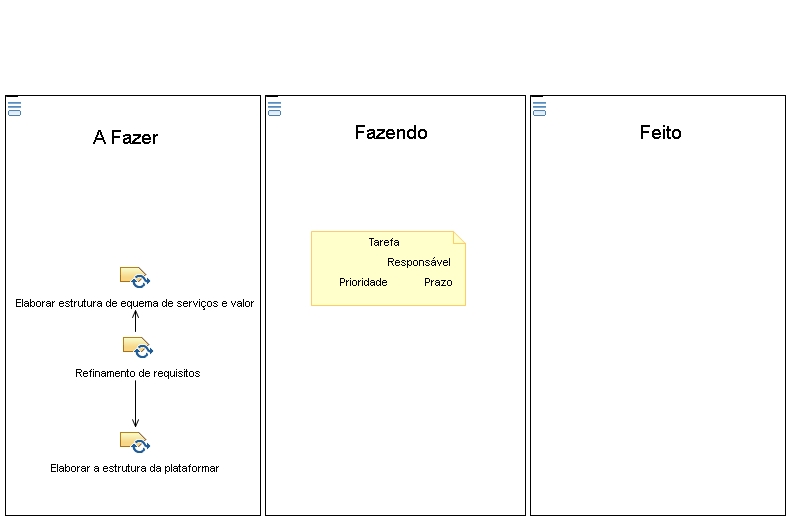 A Fazer
Elaborar estrutura de equema de serviços e valor
Refinamento de requisitos
Elaborar a estrutura da plataformar
Fazendo
Tarefa
Responsável
Prioridade Prazo
Feito